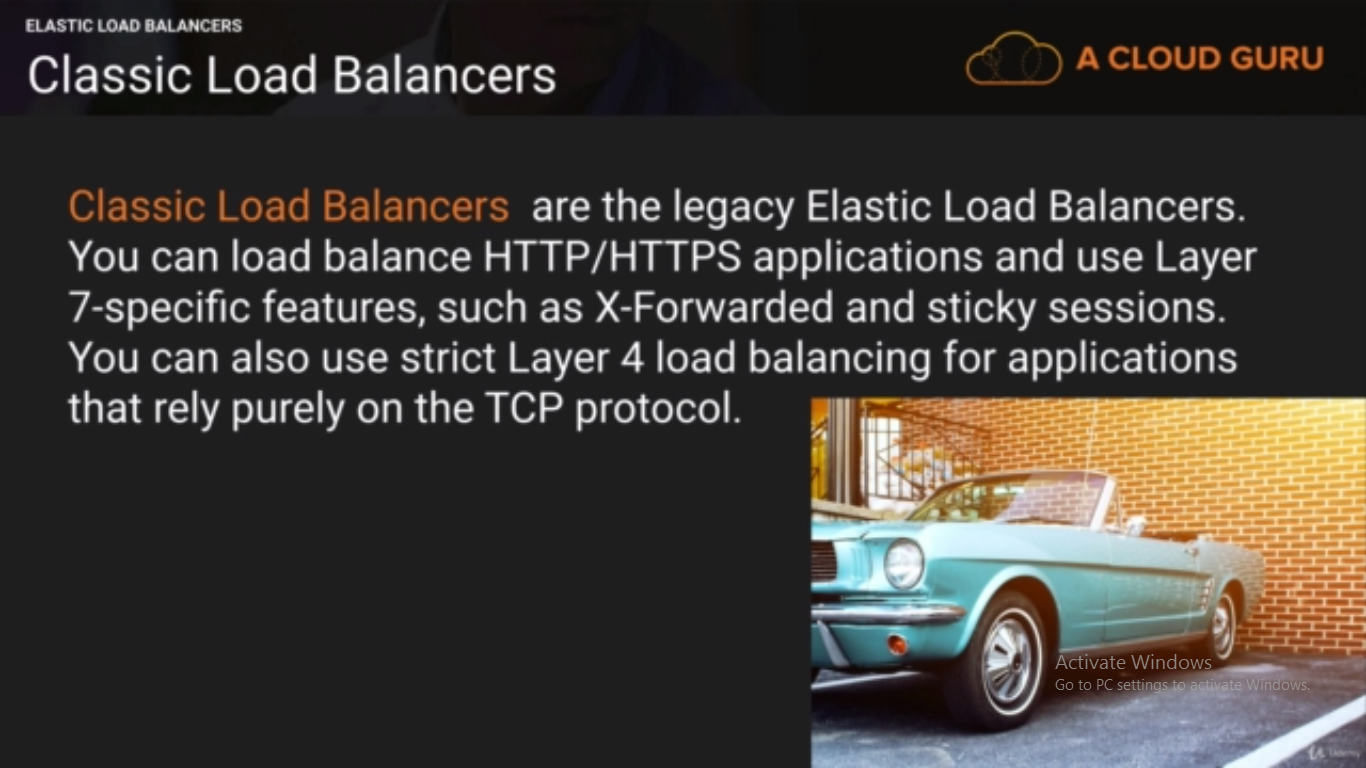 ELASTIC LOAD BALANCERS
Classic Load Balancers
A CLOUD GURU
Classic Load Balancers are the legacy Elastic Load Balancers.
You can load balance HTTP/HTTPS applications and use Layer
7-specific features, such as X-Forwarded and sticky sessions.
You can also use strict Layer 4 load balancing for applications
that rely purely on the TCP protocol.
Activate Windows
Go to PC settings to activate Windows.
Udemy